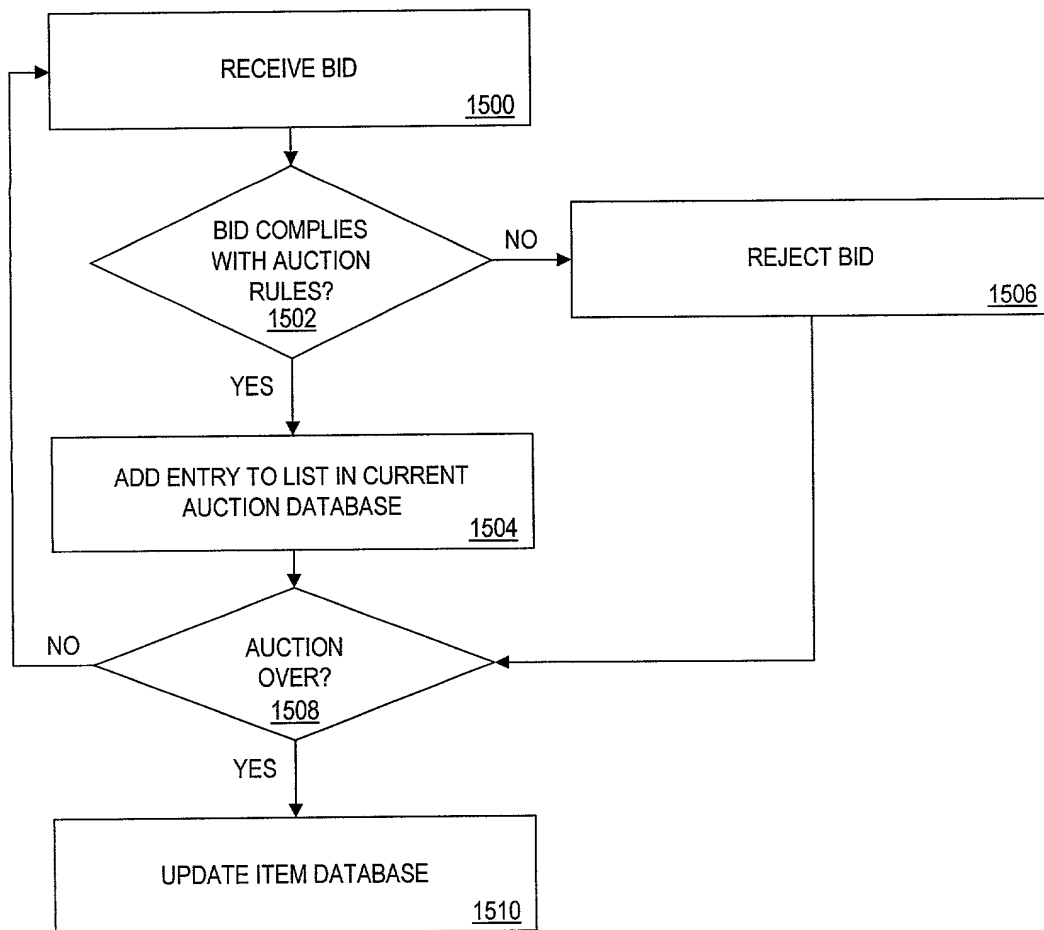 RECEIVE BID
1500
BID COMPLIES
WITH AUCTION
RULES?
1502
NO
REJECT BID
1506
YES
ADD ENTRY TO LIST IN CURRENT
AUCTION DATABASE
1504
NO
AUCTION
OVER?
1508
YES
UPDATE ITEM DATABASE
1510